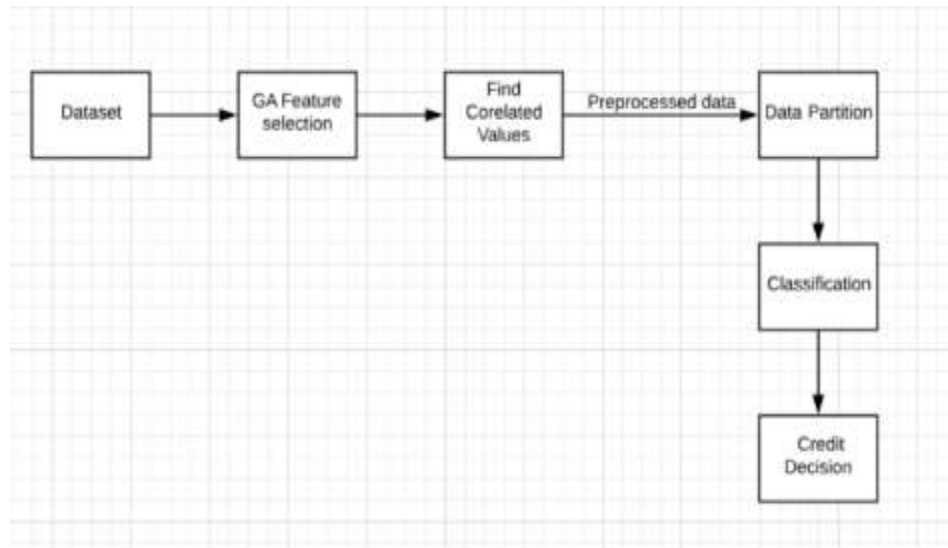 Dataset
GA Feature
selection
Find
Corelated
Values
Preprocessed data
Data Partition
Classification
Credit
Decision